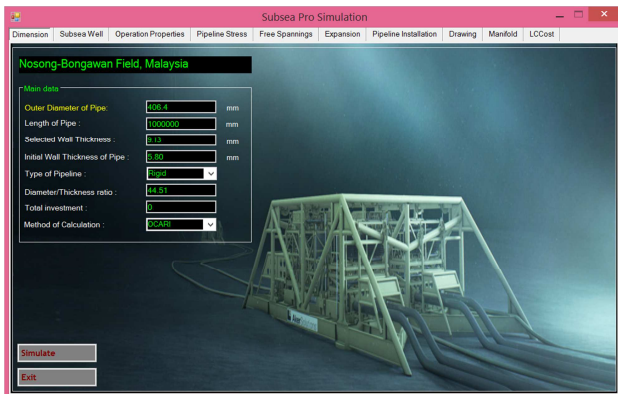 Subsea Pro Simulation
Dimension Subsea Well Operation Properties Pipeline Stress Free Spannings Expansion Pipeline Installation Drawing Manifold LCCost
Nosong-Bongawan Field, Malaysia
Main data
Outer Diameter of Pipe: 406.4 mm
Length of Pipe : 1000000 mm
Selected Wall Thickness : 9.13 mm
Initial Wall Thickness of Pipe : 5.80 mm
Type of Pipeline : Rigid
Diameter/Thickness ratio : 44.51
Total investment : 0
Method of Calculation : OCARI
Simulate
Exit